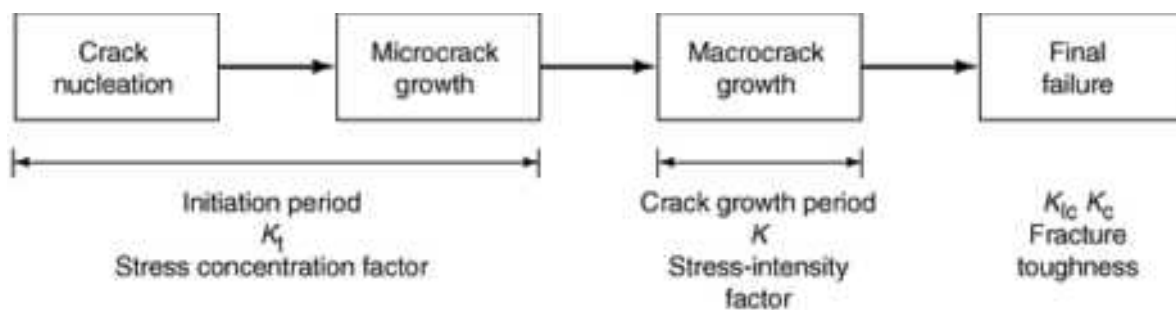 Crack
nucleation
Microcrack
growth
Macrocrack
growth
Final
failure
Initiation period
Kt
Stress concentration factor
Crack growth period
K
Stress-intensity
factor
KIc Kc
Fracture
toughness